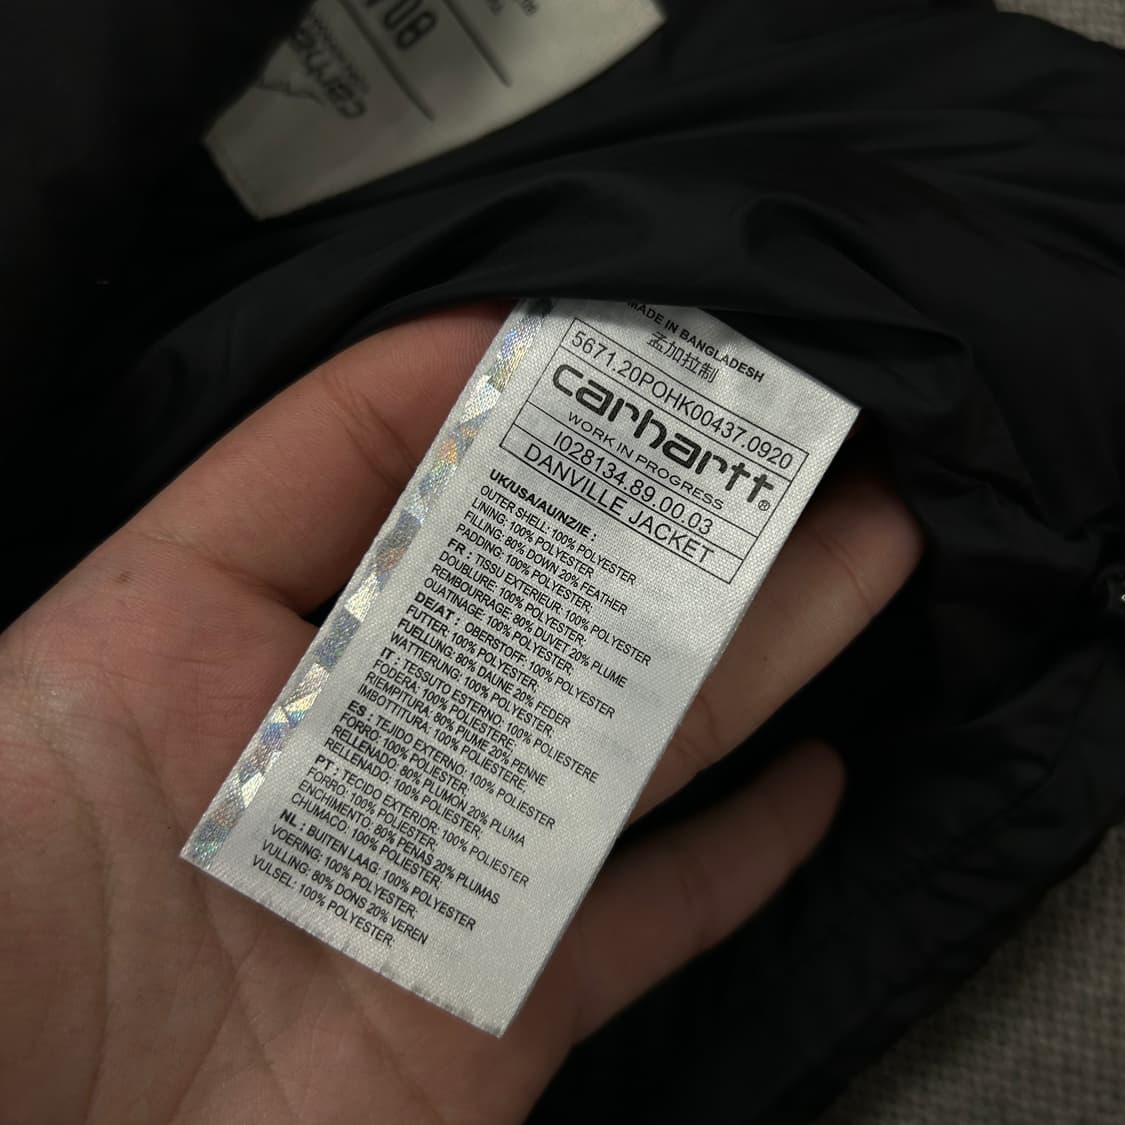 MADE IN BANGLADESH
孟加拉制
5671.20POHK00437.0920
carhartt®
WORK IN PROGRESS
I028134.89.00.03
DANVILLE JACKET
UK/USA/AU/NZ/IE :
OUTER SHELL: 100% POLYESTER
LINING: 100% POLYESTER
FILLING: 80% DOWN 20% FEATHER
PADDING: 100% POLYESTER.
FR : TISSU EXTERIEUR: 100% POLYESTER
DOUBLURE: 100% POLYESTER.
REMBOURRAGE: 80% DUVET 20% PLUME
OUATINAGE: 100% POLYESTER.
DE/AT : OBERSTOFF: 100% POLYESTER
FUTTER: 100% POLYESTER.
FUELLUNG: 80% DAUNE 20% FEDER
WATTIERUNG: 100% POLYESTER.
IT : TESSUTO ESTERNO: 100% POLIESTERE
FODERA: 100% POLIESTERE.
RIEMPITURA: 80% PIUME 20% PENNE
IMBOTTITURA: 100% POLIESTERE.
ES : TEJIDO EXTERNO: 100% POLIESTER
FORRO: 100% POLIESTER.
RELLENADO: 80% PLUMON 20% PLUMA
RELLENADO: 100% POLIESTER.
PT : TECIDO EXTERIOR: 100% POLIESTER
FORRO: 100% POLIESTER.
ENCHIMENTO: 80% PENAS 20% PLUMAS
CHUMACO: 100% POLIESTER.
NL : BUITEN LAAG: 100% POLYESTER
VOERING: 100% POLYESTER.
VULLING: 80% DONS 20% VEREN
VULSEL: 100% POLYESTER.